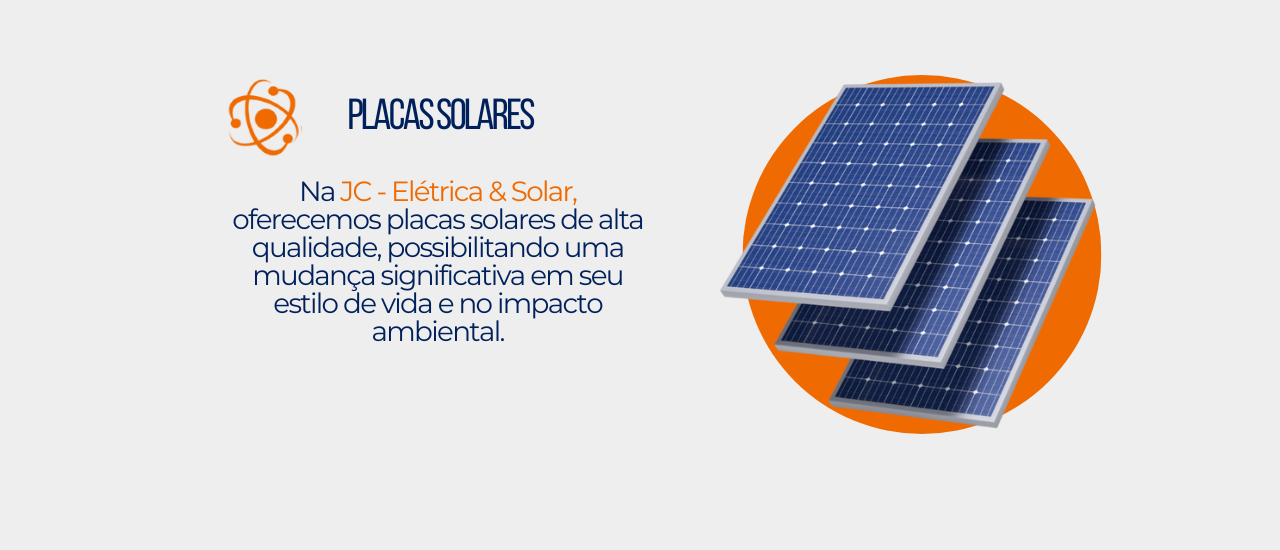 PLACAS SOLARES
Na JC - Elétrica & Solar,
oferecemos placas solares de alta
qualidade, possibilitando uma
mudança significativa em seu
estilo de vida e no impacto
ambiental.